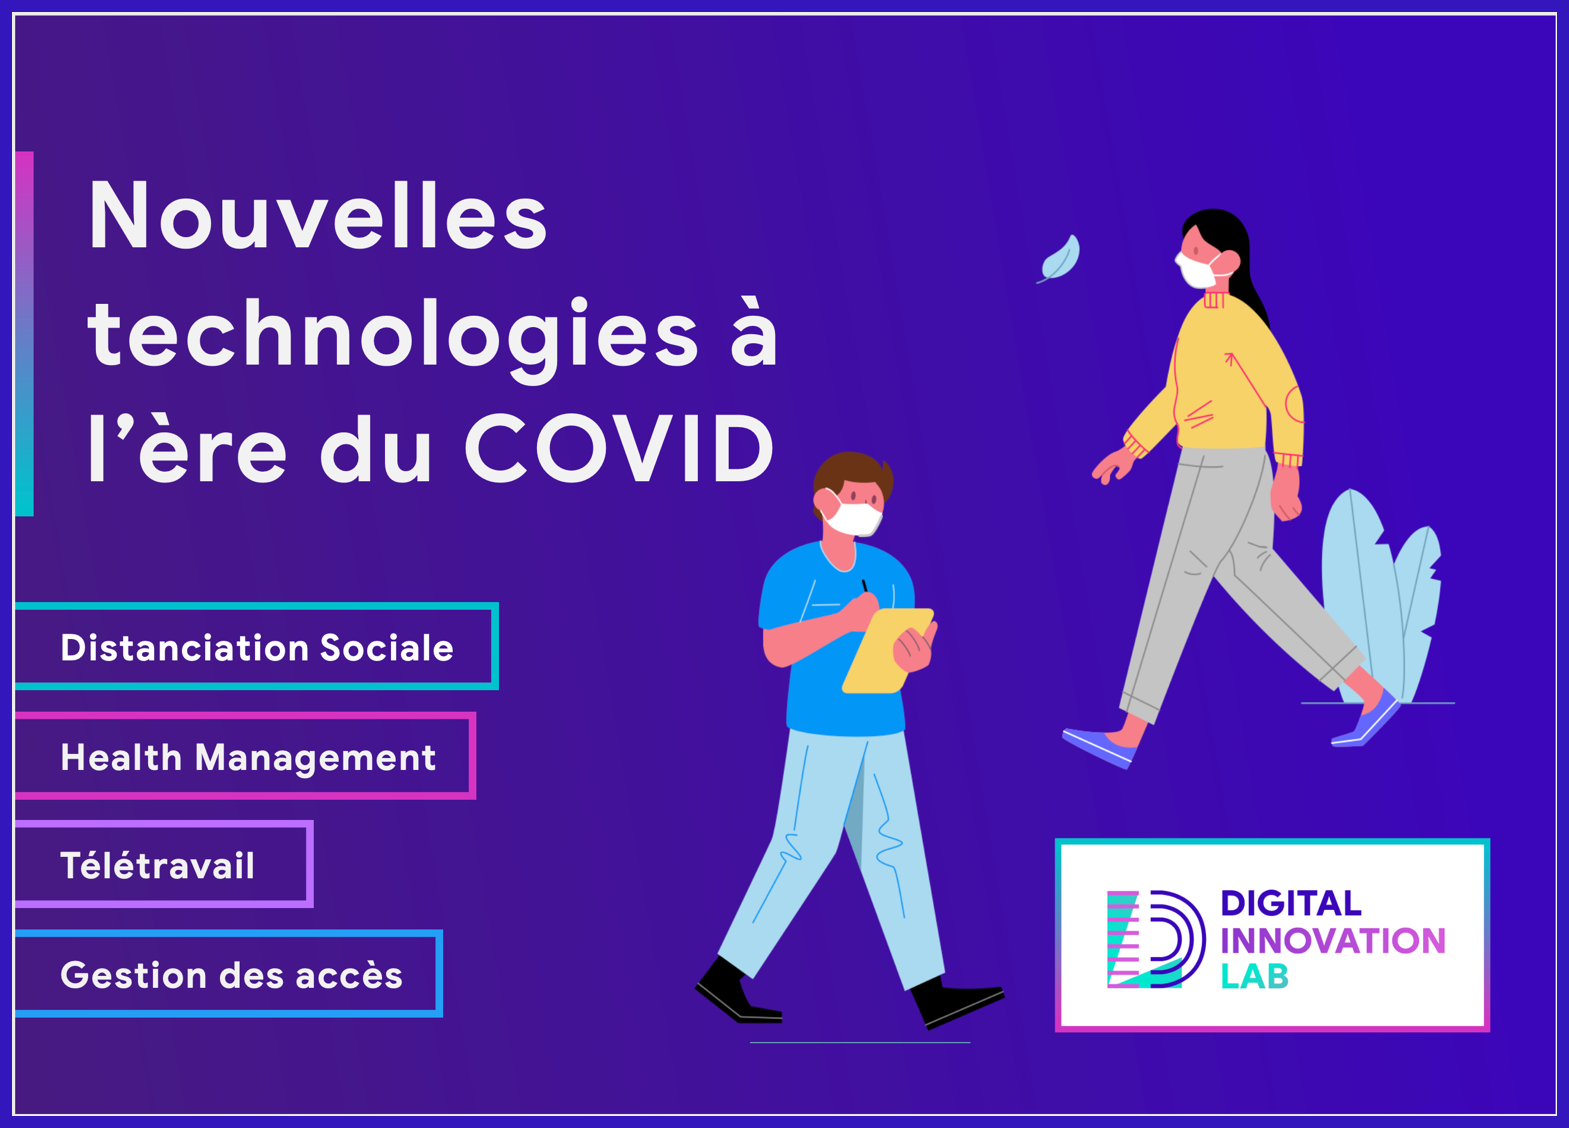 Nouvelles
technologies à
l’ère du COVID
Distanciation Sociale
Health Management
Télétravail
Gestion des accès
DIGITAL
INNOVATION
LAB